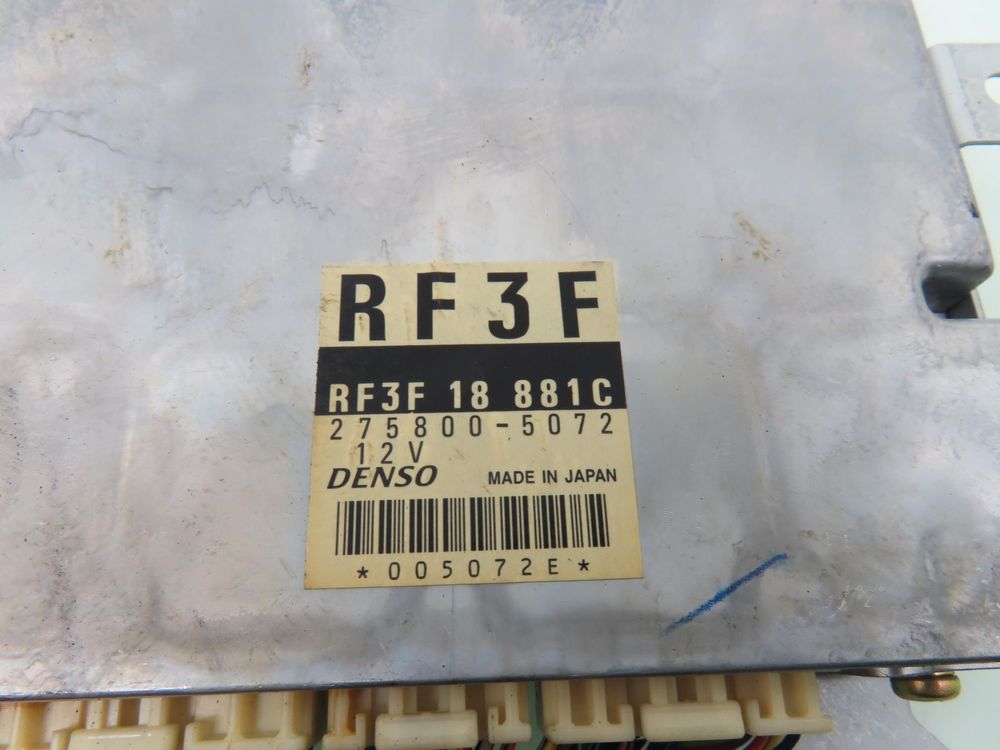 RF3F
RF3F 18 881C
275800-5072
12V
DENSO MADE IN JAPAN
*005072E*